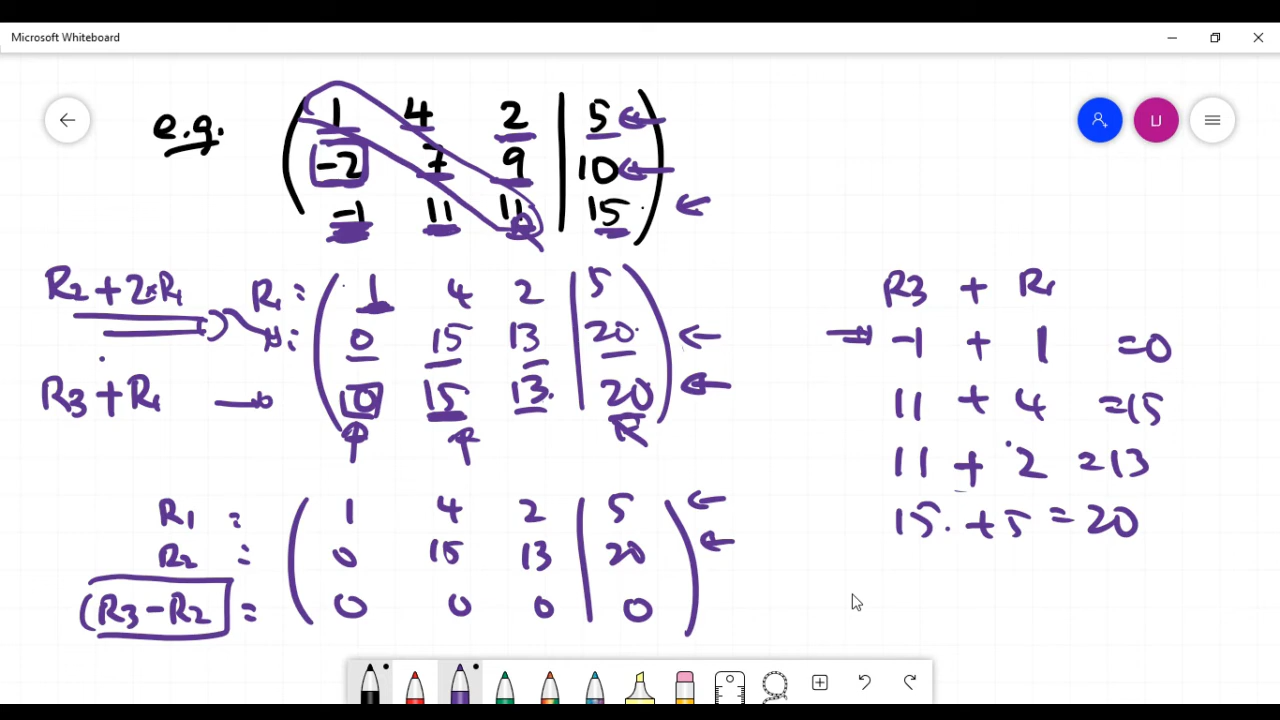 Microsoft Whiteboard
e.g. ( 1 4 2 | 5 )
-2 7 9 | 10
-1 11 11 | 15
R2 + 2*R1
R1 = ( 1 4 2 | 5 )
0 15 13 | 20
R3 + R1 → 0 15 13 | 20
R1 = ( 1 4 2 | 5 )
R2 = 0 15 13 | 20
(R3 - R2 = 0 0 0 | 0
R3 + R1
⇒ -1 + 1 = 0
11 + 4 = 15
11 + 2 = 13
15 + 5 = 20
U